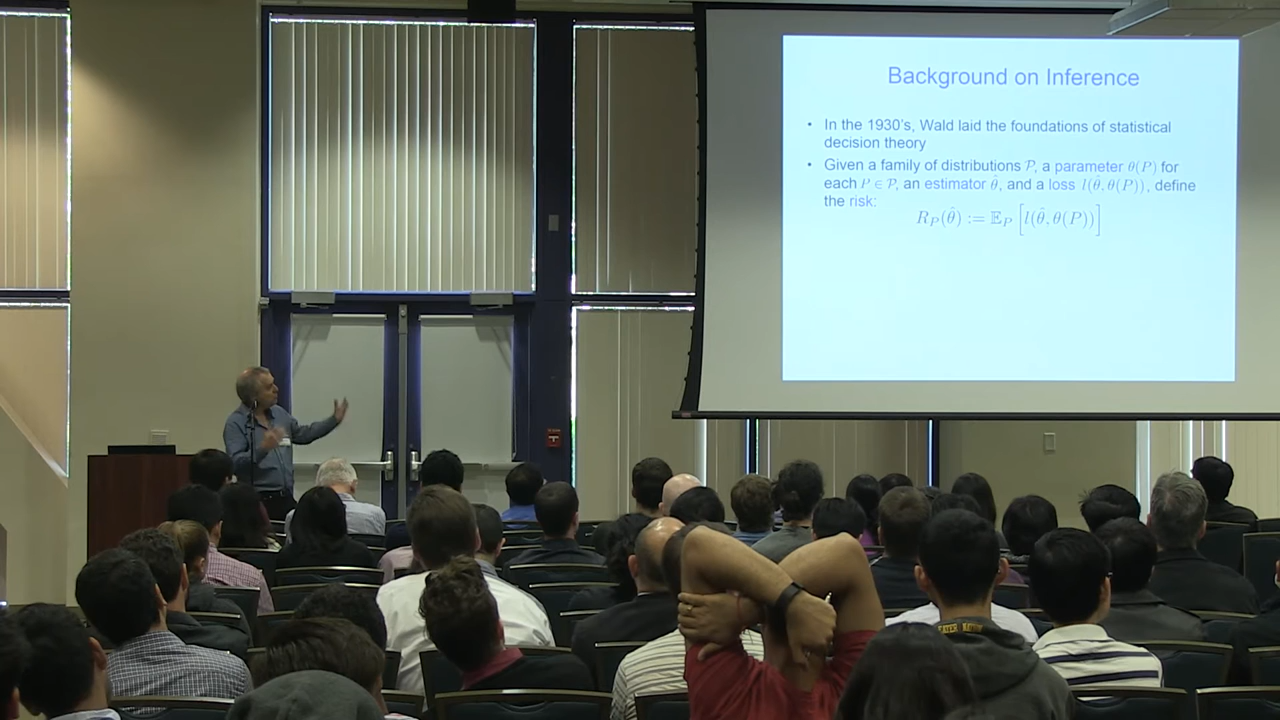 Background on Inference
• In the 1930's, Wald laid the foundations of statistical
decision theory
• Given a family of distributions 𝒫, a parameter θ(P) for
each P ∈ 𝒫, an estimator θ̂, and a loss l(θ̂, θ(P)), define
the risk:
R_P(θ̂) := 𝔼_P [l(θ̂, θ(P))]